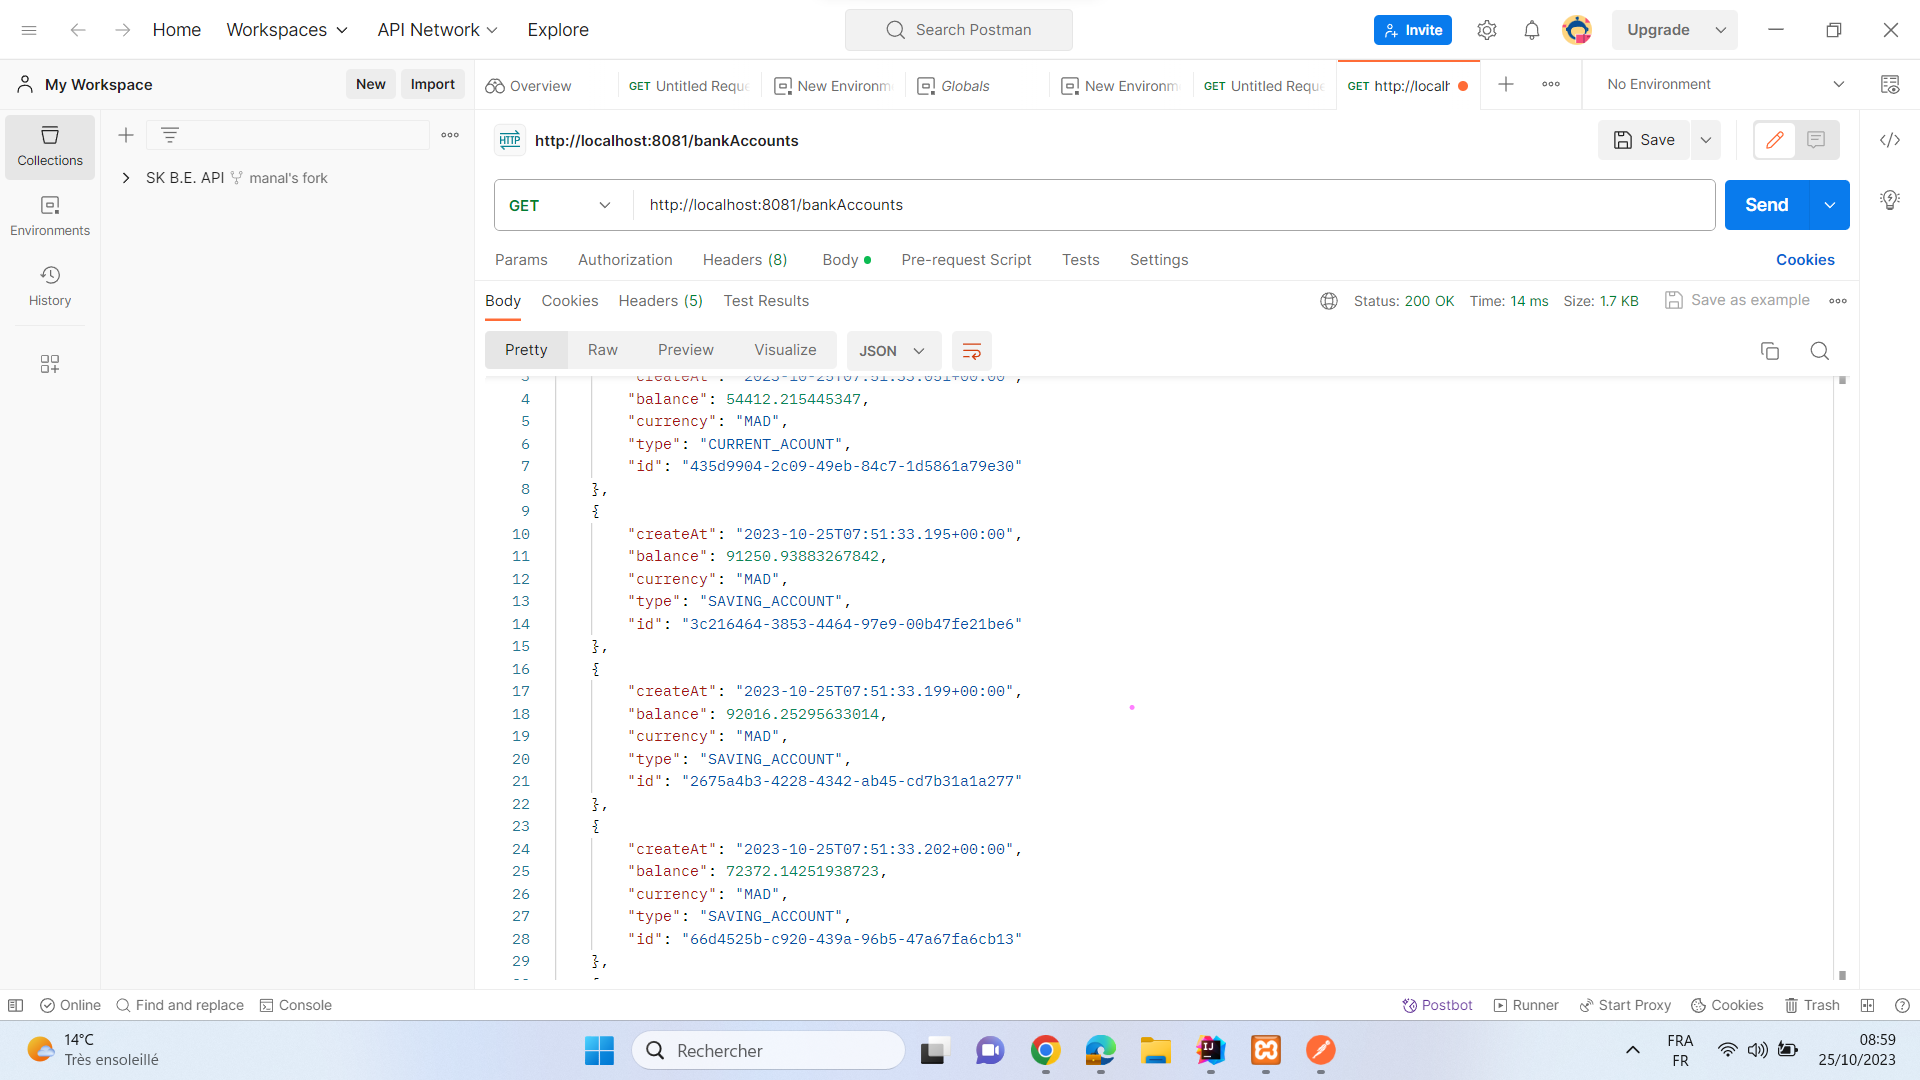 Home Workspaces API Network Explore Search Postman Invite Upgrade
My Workspace New Import Overview GET Untitled Reque New Environm Globals New Environm GET Untitled Reque GET http://localh No Environment
Collections
SK B.E. API manal's fork
Environments
History
HTTP http://localhost:8081/bankAccounts Save
GET http://localhost:8081/bankAccounts Send
Params Authorization Headers (8) Body Pre-request Script Tests Settings Cookies
Body Cookies Headers (5) Test Results Status: 200 OK Time: 14 ms Size: 1.7 KB Save as example
Pretty Raw Preview Visualize JSON
3 "createAt": "2023-10-25T07:51:33.051+00:00",
4 "balance": 54412.215445347,
5 "currency": "MAD",
6 "type": "CURRENT_ACOUNT",
7 "id": "435d9904-2c09-49eb-84c7-1d5861a79e30"
8 },
9 {
10 "createAt": "2023-10-25T07:51:33.195+00:00",
11 "balance": 91250.93883267842,
12 "currency": "MAD",
13 "type": "SAVING_ACCOUNT",
14 "id": "3c216464-3853-4464-97e9-00b47fe21be6"
15 },
16 {
17 "createAt": "2023-10-25T07:51:33.199+00:00",
18 "balance": 92016.25295633014,
19 "currency": "MAD",
20 "type": "SAVING_ACCOUNT",
21 "id": "2675a4b3-4228-4342-ab45-cd7b31a1a277"
22 },
23 {
24 "createAt": "2023-10-25T07:51:33.202+00:00",
25 "balance": 72372.14251938723,
26 "currency": "MAD",
27 "type": "SAVING_ACCOUNT",
28 "id": "66d4525b-c920-439a-96b5-47a67fa6cb13"
29 },
Online Find and replace Console Postbot Runner Start Proxy Cookies Trash
14°C
Très ensoleillé
Rechercher
FRA
FR
08:59
25/10/2023